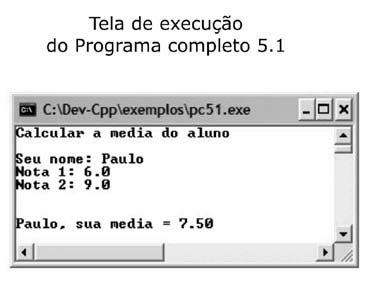 Tela de execução
do Programa completo 5.1
C:\Dev-Cpp\exemplos\pc51.exe
Calcular a media do aluno
Seu nome: Paulo
Nota 1: 6.0
Nota 2: 9.0
Paulo, sua media = 7.50